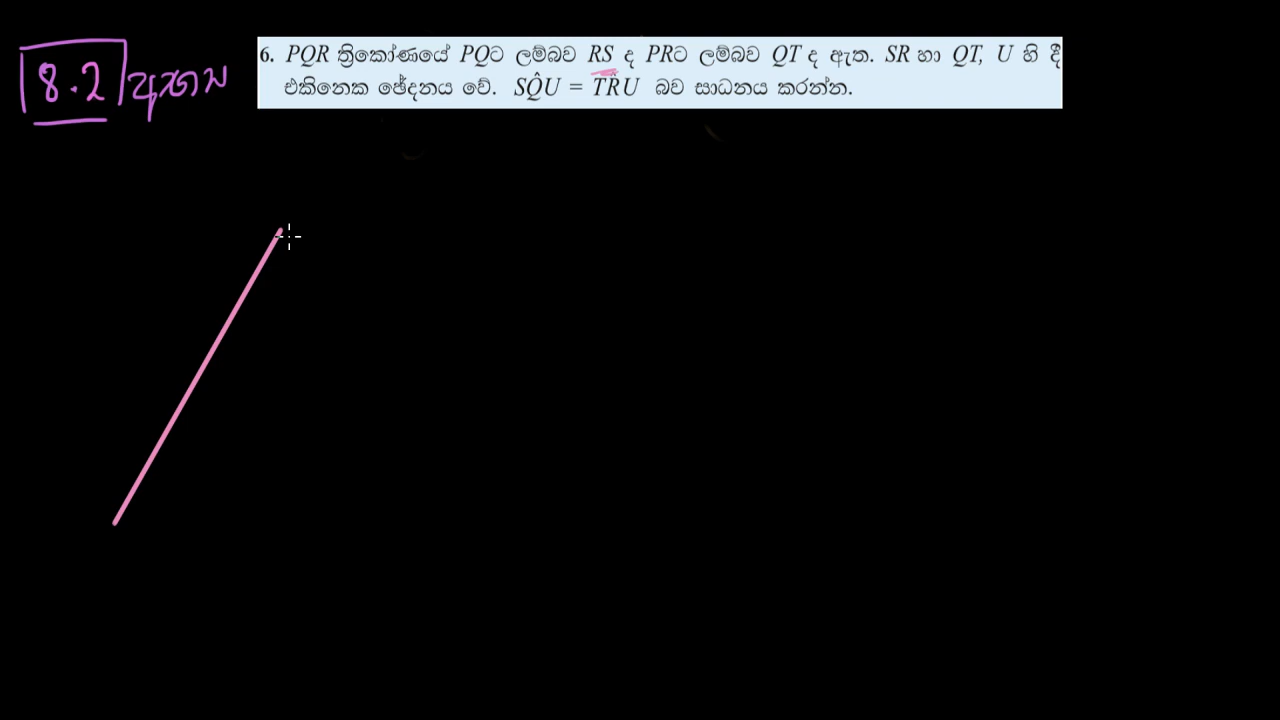 8.2 අභ්‍යාස
6. PQR ත්‍රිකෝණයේ PQට ලම්බව RS ද PRට ලම්බව QT ද ඇත. SR හා QT, U හි දී
එකිනෙක ඡේදනය වේ. SQ̂U = TR̂U බව සාධනය කරන්න.